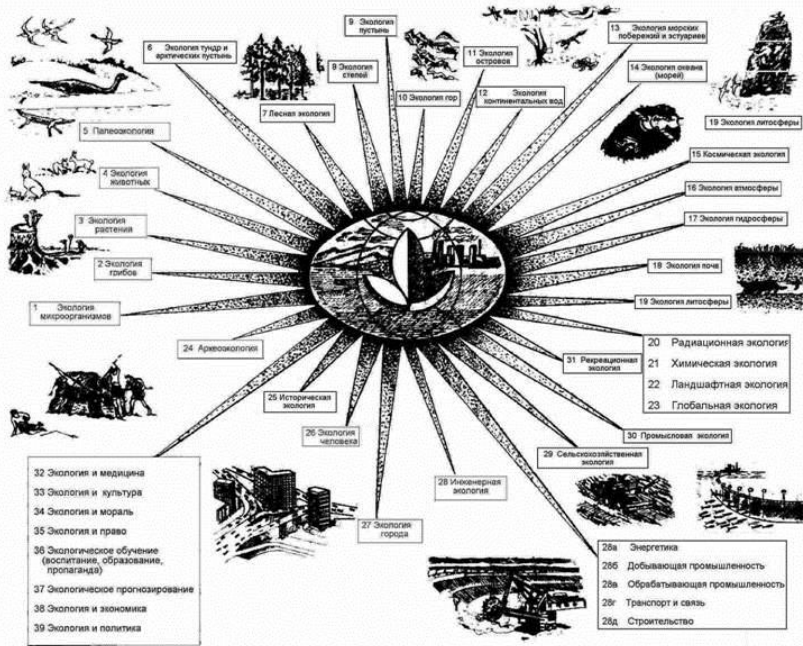 9 Экология
пустынь
6 Экология тундр и
арктических пустынь
8 Экология
степей
7 Лесная экология
10 Экология гор
11 Экология
островов
12 Экология
континентальных вод
13 Экология морских
побережий и эстуариев
14 Экология океана
(морей)
19 Экология литосферы
5 Палеоэкология
4 Экология
животных
3 Экология
растений
2 Экология
грибов
1 Экология
микроорганизмов
15 Космическая экология
16 Экология атмосферы
17 Экология гидросферы
18 Экология почв
19 Экология литосферы
20 Радиационная экология
21 Химическая экология
22 Ландшафтная экология
23 Глобальная экология
24 Археоэкология
25 Историческая
экология
26 Экология
человека
27 Экология
города
28 Инженерная
экология
29 Сельскохозяйственная
экология
30 Промысловая экология
31 Рекреационная
экология
32 Экология и медицина
33 Экология и культура
34 Экология и мораль
35 Экология и право
36 Экологическое обучение
(воспитание, образование,
пропаганда)
37 Экологическое прогнозирование
38 Экология и экономика
39 Экология и политика
28а Энергетика
28б Добывающая промышленность
28в Обрабатывающая промышленность
28г Транспорт и связь
28д Строительство